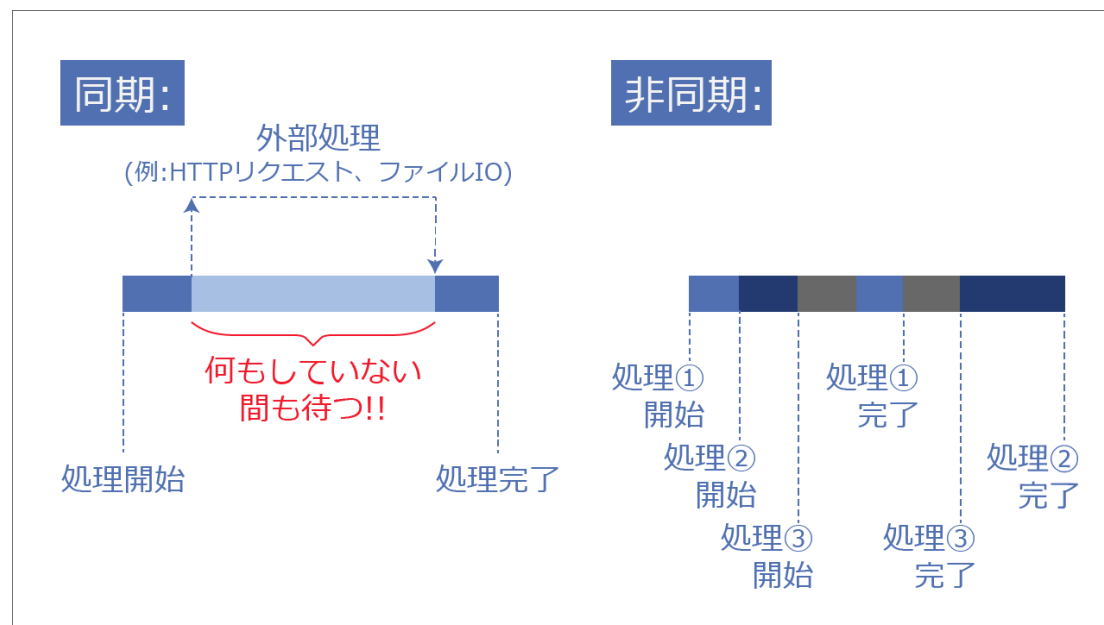 同期:
外部処理
(例:HTTPリクエスト、ファイルIO)
何もしていない
間も待つ!!
処理開始
処理完了
非同期:
処理①
開始
処理②
開始
処理③
開始
処理①
完了
処理③
完了
処理②
完了